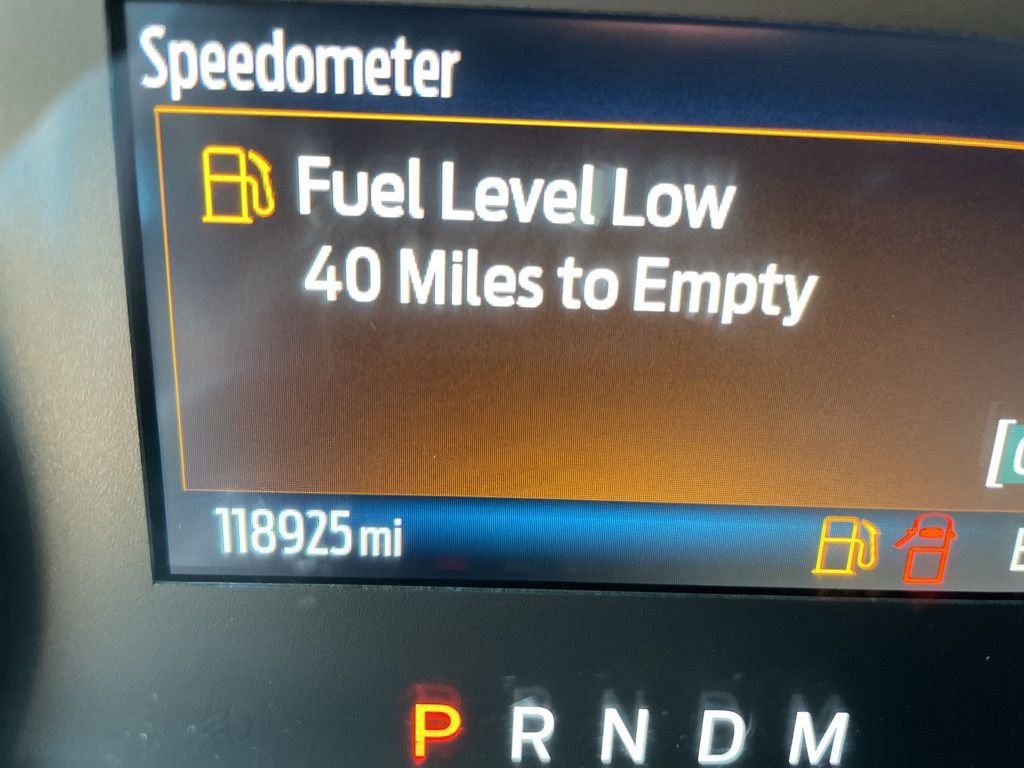 Speedometer
Fuel Level Low
40 Miles to Empty
118925 mi
P R N D M